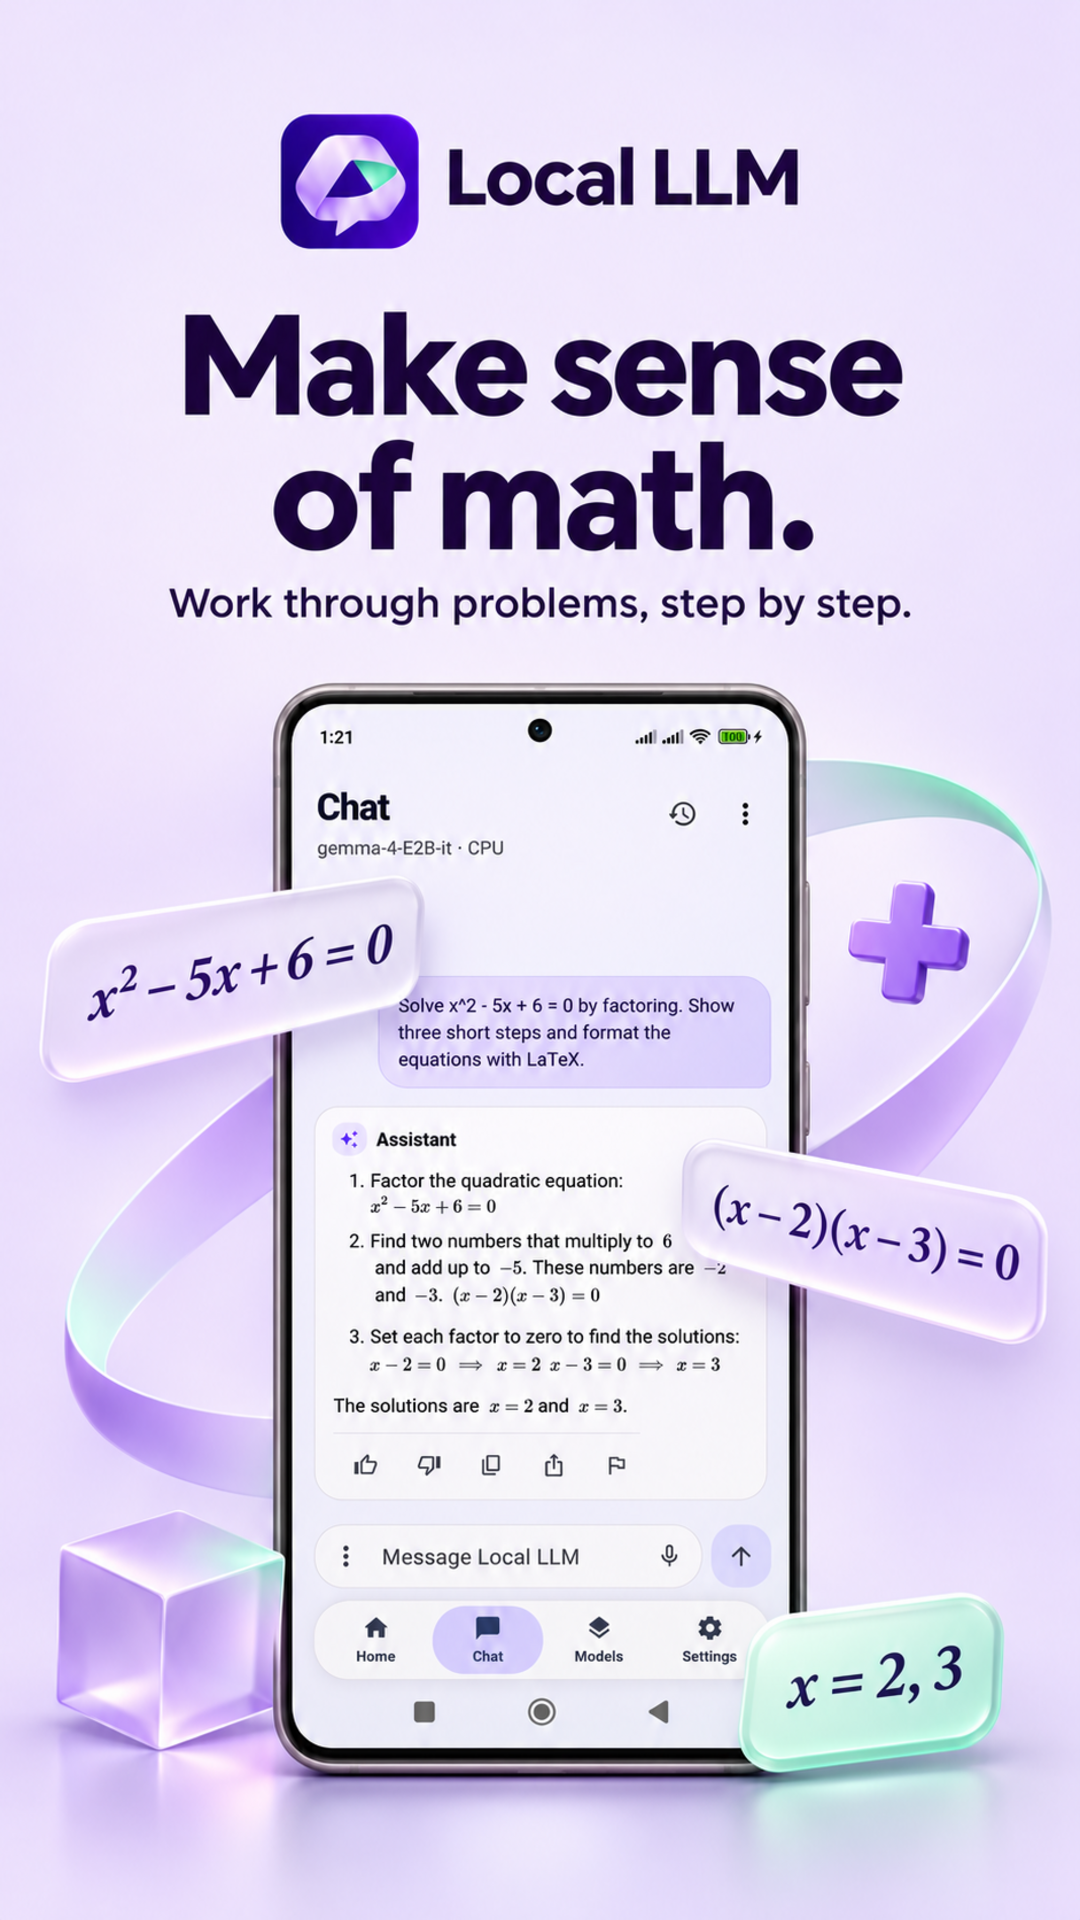 Local LLM
Make sense
of math.
Work through problems, step by step.
1:21
100
Chat
gemma-4-E2B-it · CPU
x² − 5x + 6 = 0
Solve x^2 - 5x + 6 = 0 by factoring. Show
three short steps and format the
equations with LaTeX.
Assistant
1. Factor the quadratic equation:
x² − 5x + 6 = 0
2. Find two numbers that multiply to 6
and add up to −5. These numbers are −2
and −3. (x − 2)(x − 3) = 0
(x − 2)(x − 3) = 0
3. Set each factor to zero to find the solutions:
x − 2 = 0 ⟹ x = 2 x − 3 = 0 ⟹ x = 3
The solutions are x = 2 and x = 3.
Message Local LLM
Home
Chat
Models
Settings
x = 2, 3